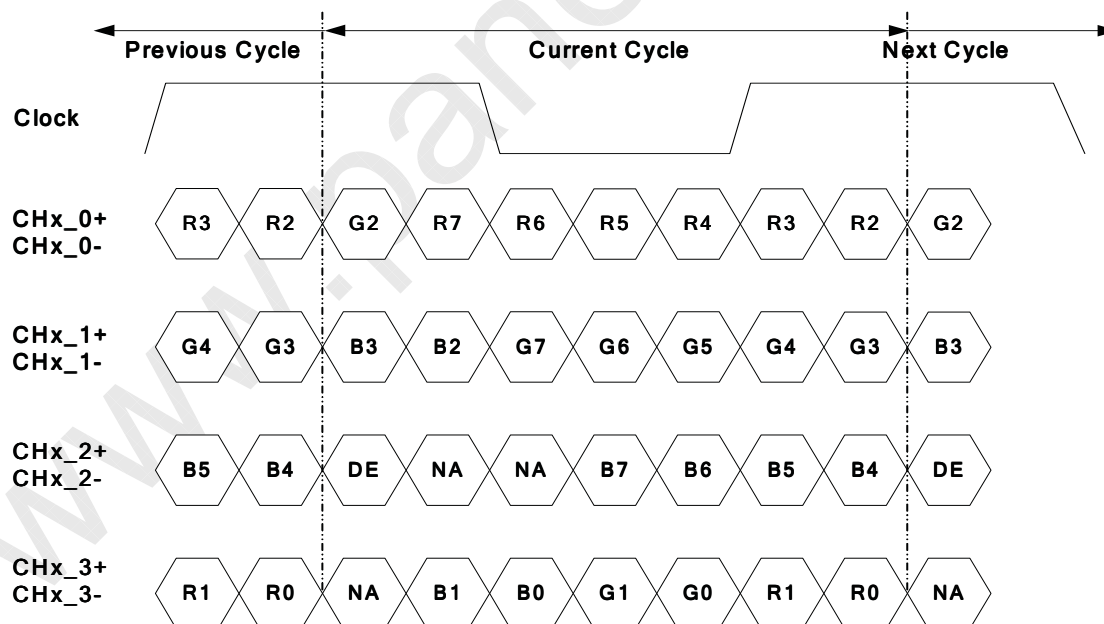 Previous Cycle Current Cycle Next Cycle
Clock
CHx_0+
CHx_0-
R3 R2 G2 R7 R6 R5 R4 R3 R2 G2
CHx_1+
CHx_1-
G4 G3 B3 B2 G7 G6 G5 G4 G3 B3
CHx_2+
CHx_2-
B5 B4 DE NA NA B7 B6 B5 B4 DE
CHx_3+
CHx_3-
R1 R0 NA B1 B0 G1 G0 R1 R0 NA
www.pan